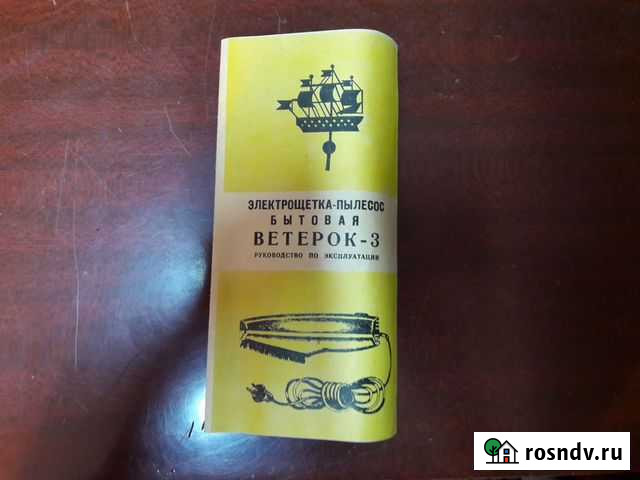 ЭЛЕКТРОЩЕТКА-ПЫЛЕСОС
БЫТОВАЯ
ВЕТЕРОК-3
РУКОВОДСТВО ПО ЭКСПЛУАТАЦИИ
rosndv.ru